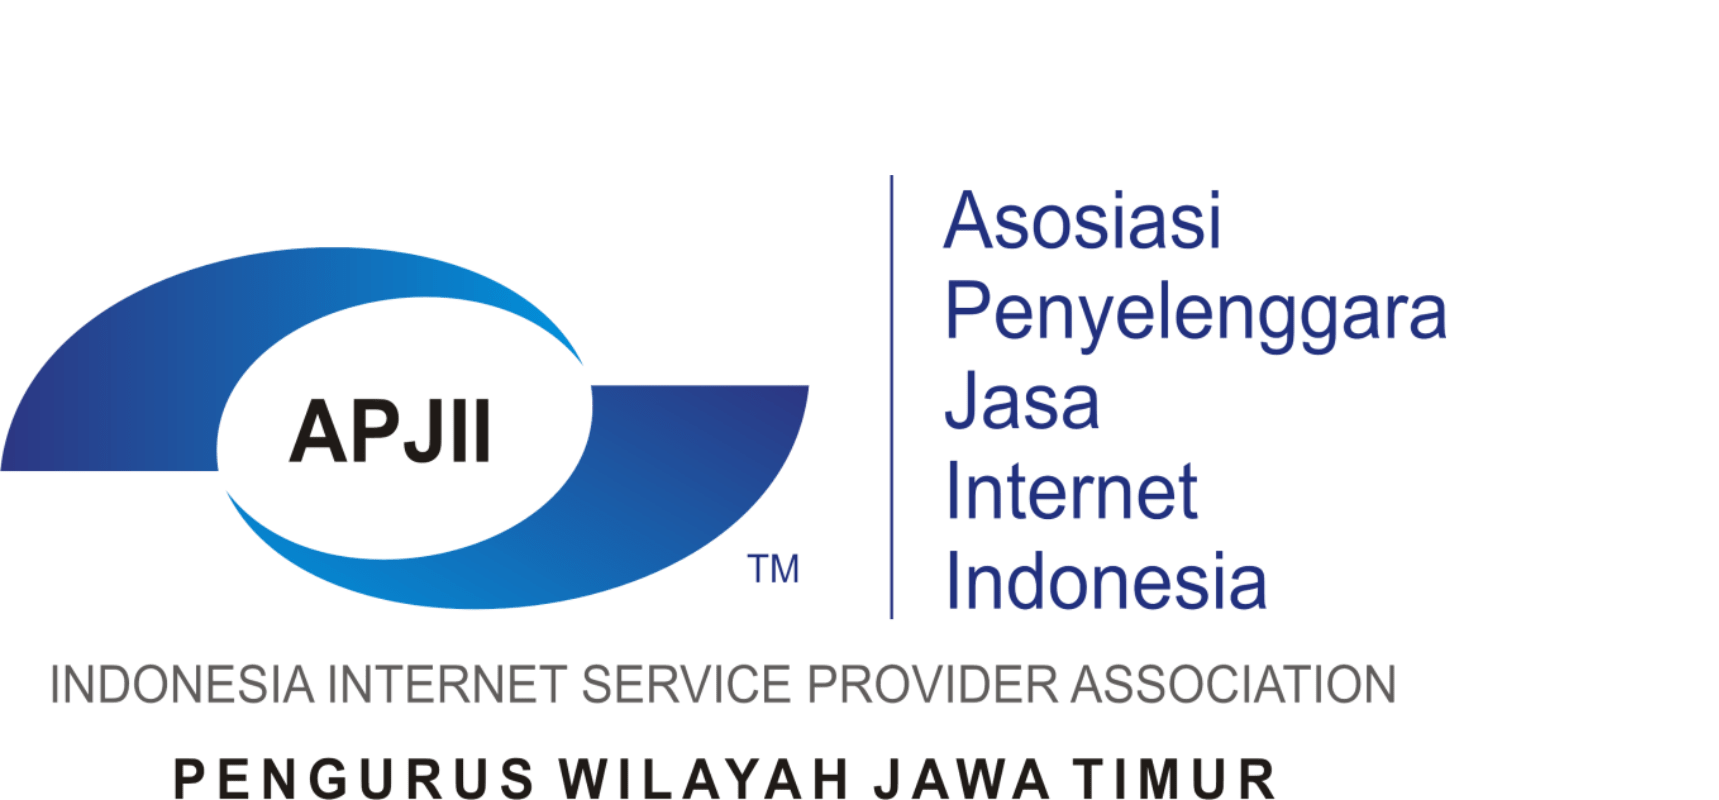 APJII
TM
Asosiasi
Penyelenggara
Jasa
Internet
Indonesia
INDONESIA INTERNET SERVICE PROVIDER ASSOCIATION
PENGURUS WILAYAH JAWA TIMUR